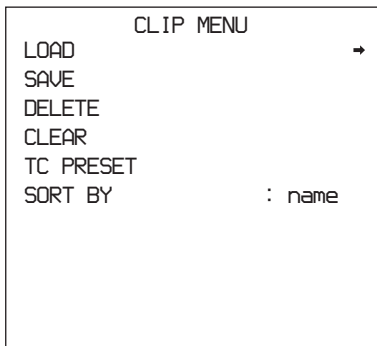 CLIP MENU
LOAD ➡
SAVE
DELETE
CLEAR
TC PRESET
SORT BY : name